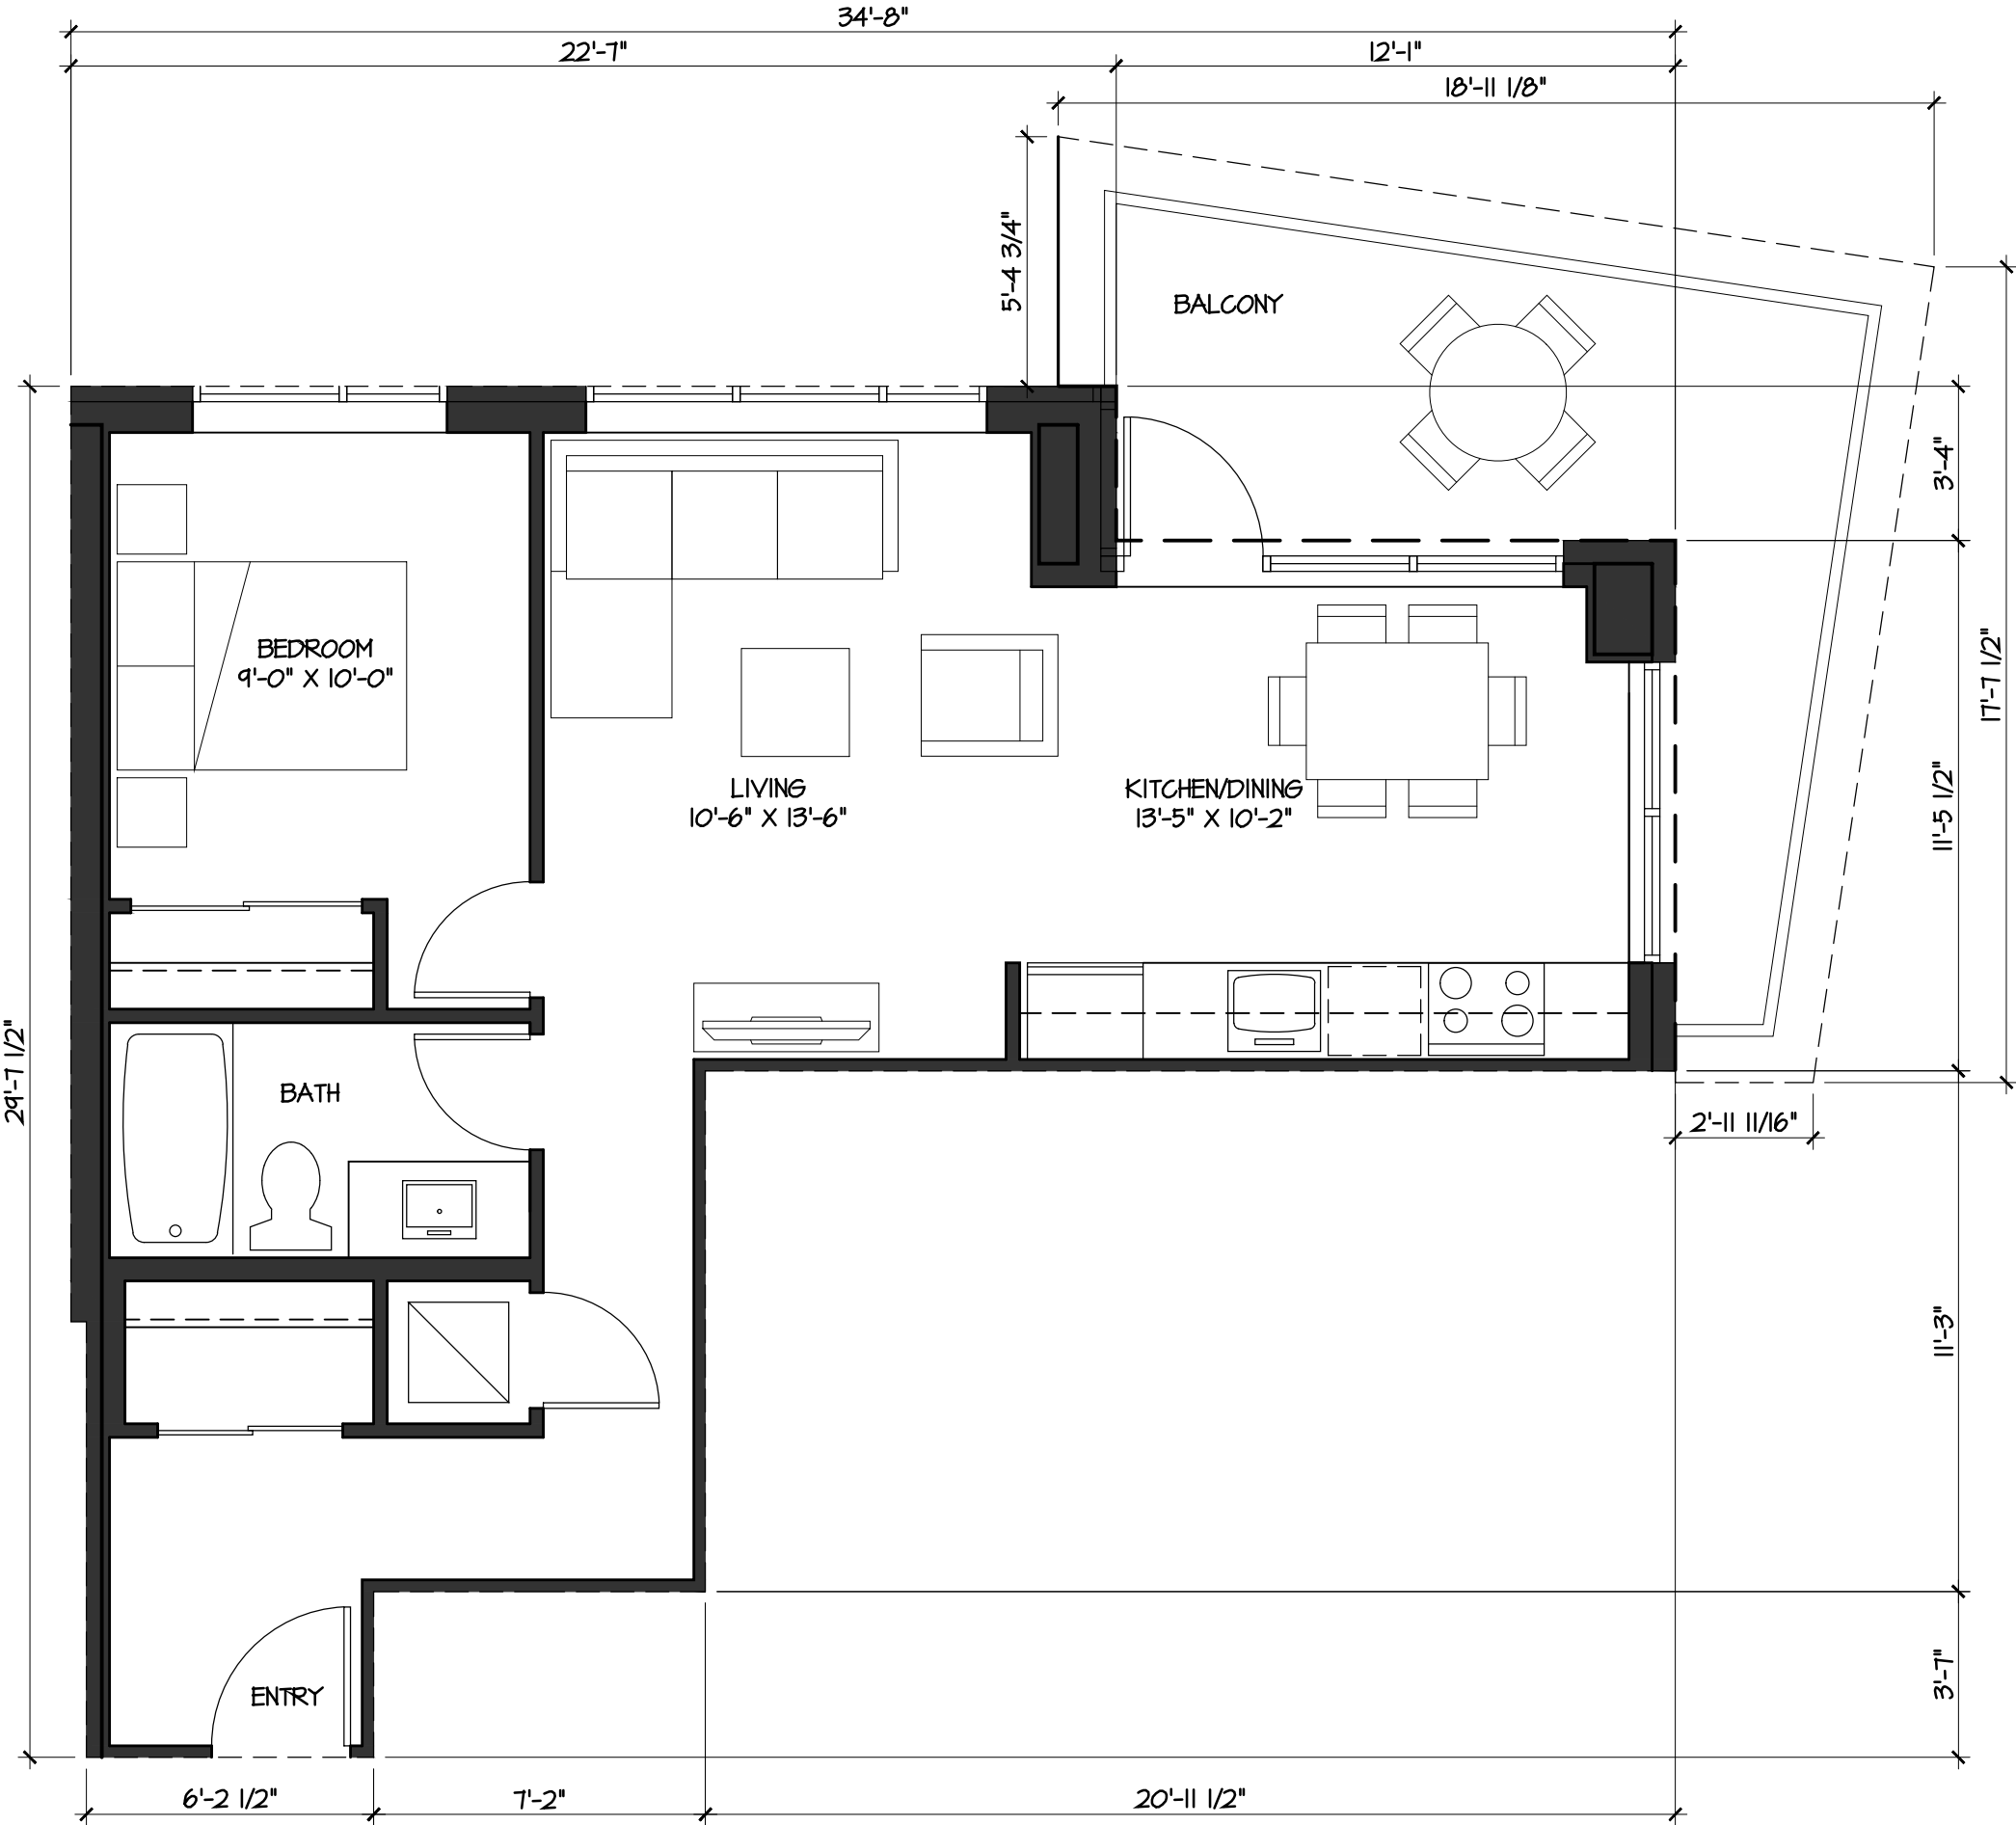 34'-8"
22'-7"
12'-1"
18'-11 1/8"
5'-4 3/4"
BALCONY
3'-4"
17'-7 1/2"
BEDROOM
9'-0" X 10'-0"
LIVING
10'-6" X 13'-6"
KITCHEN/DINING
13'-5" X 10'-2"
11'-5 1/2"
29'-7 1/2"
BATH
2'-11 11/16"
11'-3"
ENTRY
3'-7"
6'-2 1/2"
7'-2"
20'-11 1/2"